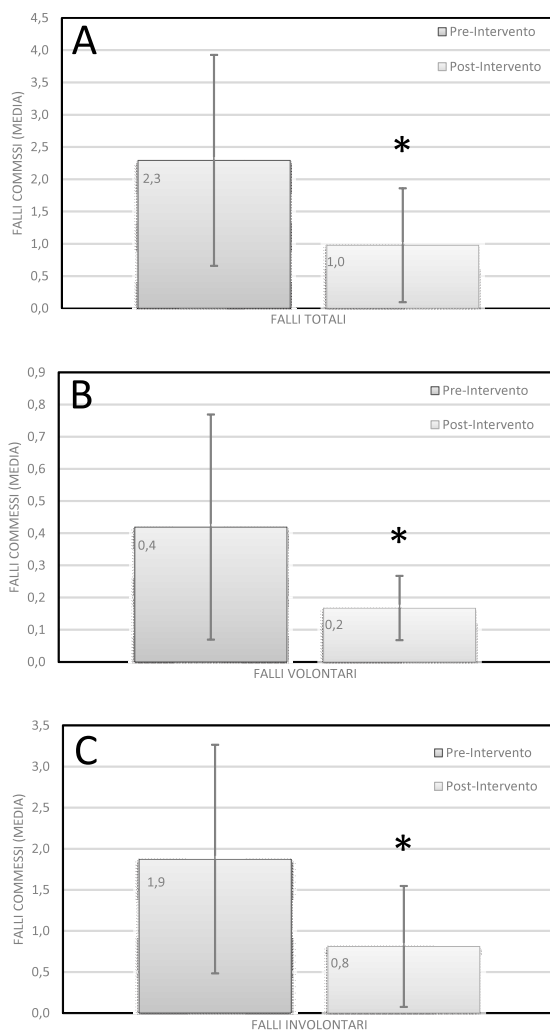 A
Pre-Intervento
Post-Intervento
4,5
4,0
3,5
3,0
2,5
2,0
1,5
1,0
0,5
0,0
FALLI COMMSSI (MEDIA)
2,3
1,0
*
FALLI TOTALI
B
Pre-Intervento
Post-Intervento
0,9
0,8
0,7
0,6
0,5
0,4
0,3
0,2
0,1
0,0
FALLI COMMESSI (MEDIA)
0,4
0,2
*
FALLI VOLONTARI
C
Pre-Intervento
Post-Intervento
3,5
3,0
2,5
2,0
1,5
1,0
0,5
0,0
FALLI COMMESSI (MEDIA)
1,9
0,8
*
FALLI INVOLONTARI